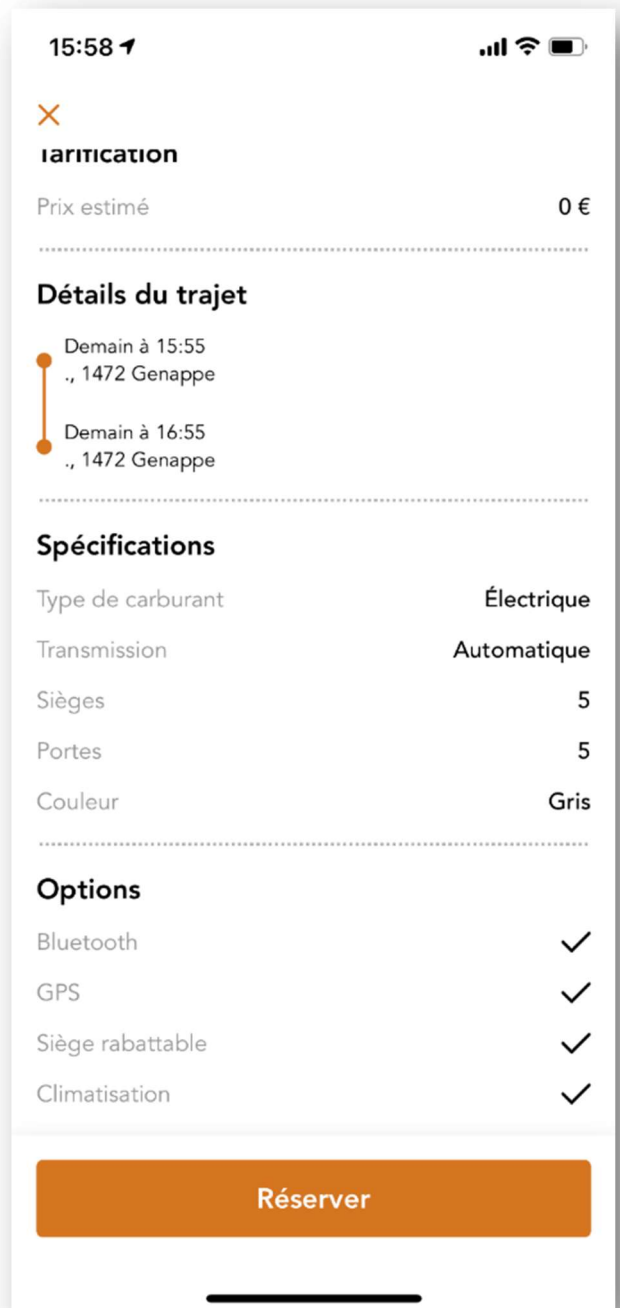 15:58
Tarification
Prix estimé 0 €
Détails du trajet
Demain à 15:55
., 1472 Genappe
Demain à 16:55
., 1472 Genappe
Spécifications
Type de carburant Électrique
Transmission Automatique
Sièges 5
Portes 5
Couleur Gris
Options
Bluetooth
GPS
Siège rabattable
Climatisation
Réserver